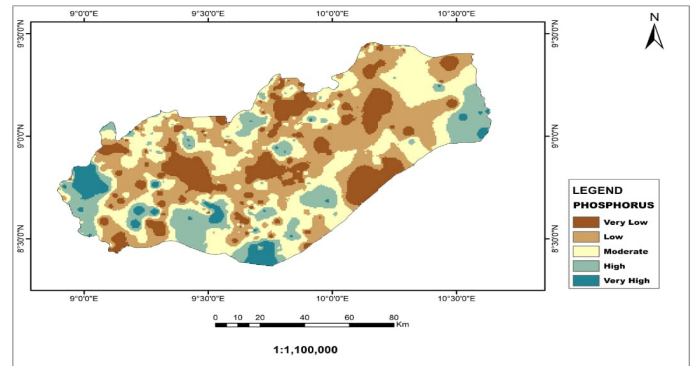 9°0'0"E 9°30'0"E 10°0'0"E 10°30'0"E
N
9°30'0"N 9°30'0"N
9°0'0"N 9°0'0"N
8°30'0"N 8°30'0"N
LEGEND
PHOSPHORUS
Very Low
Low
Moderate
High
Very High
9°0'0"E 9°30'0"E 10°0'0"E 10°30'0"E
0 10 20 40 60 80
Km
1:1,100,000